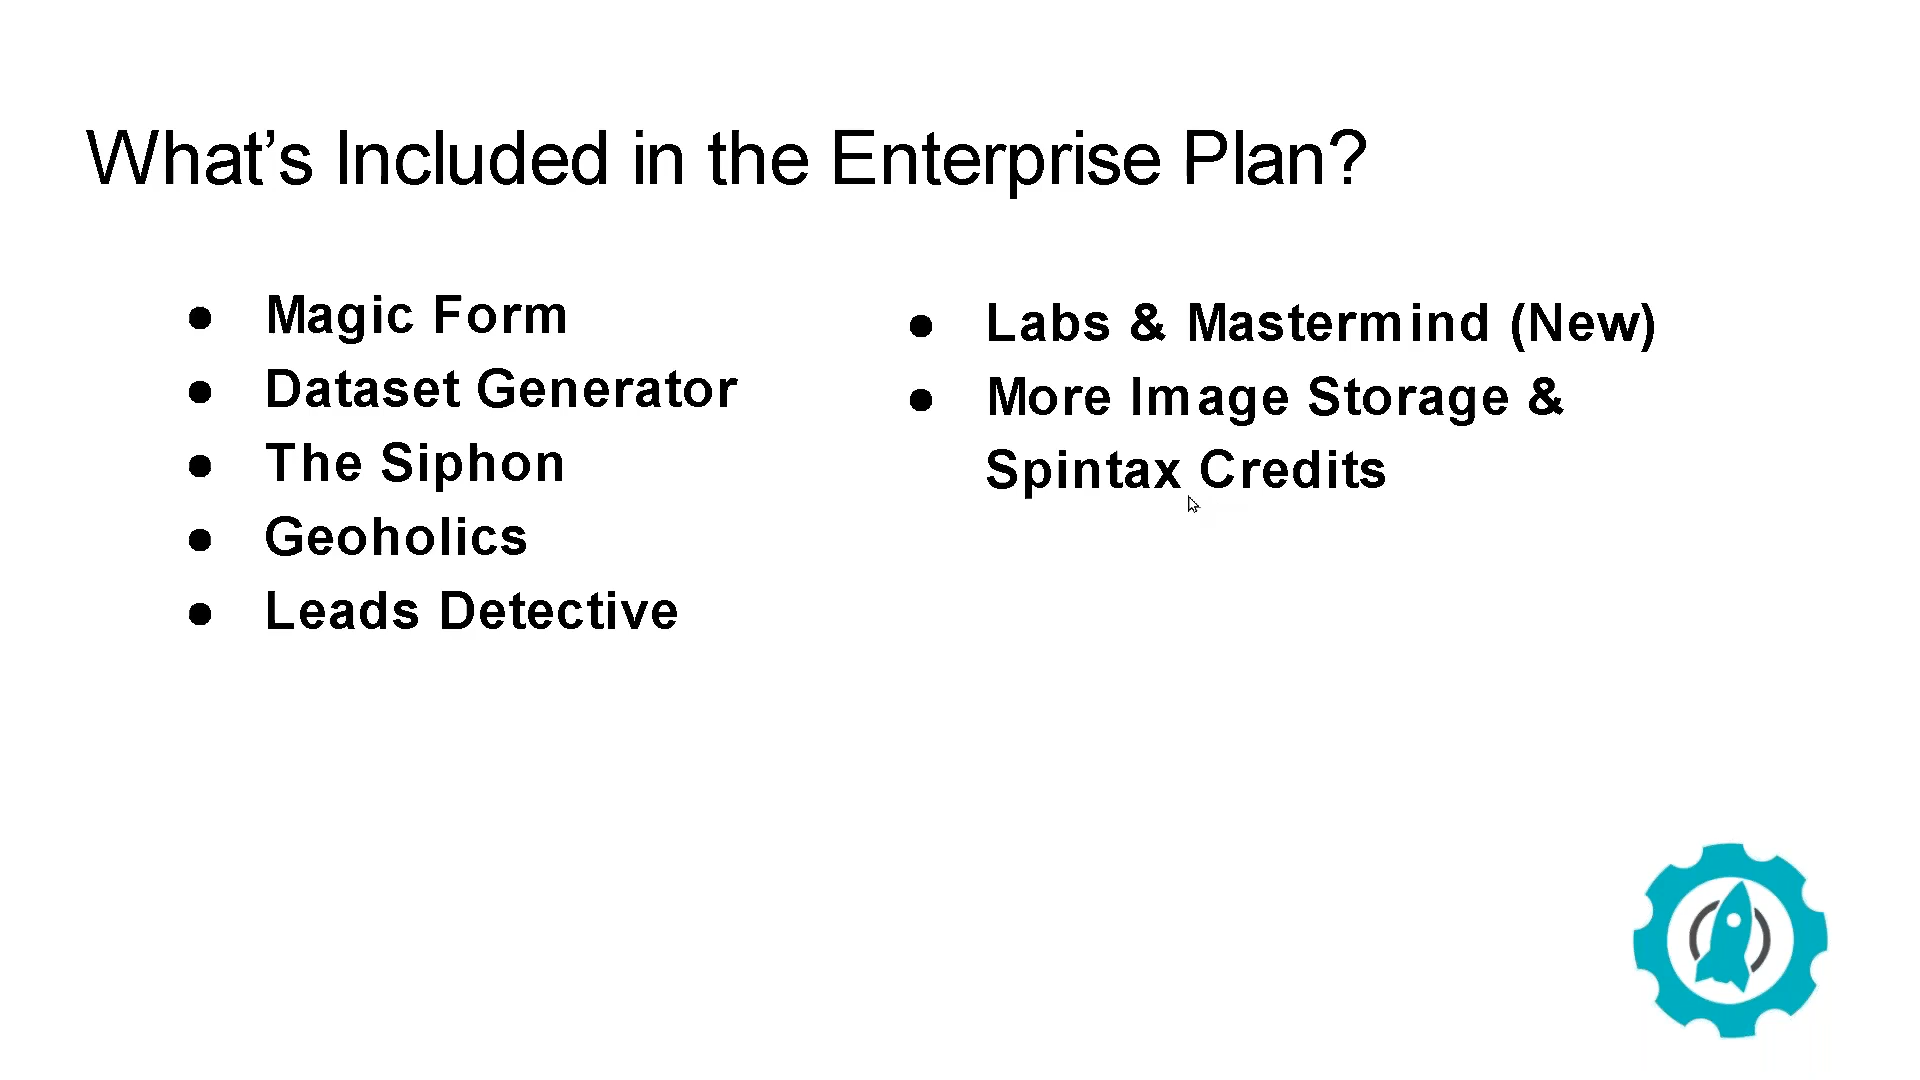 What’s Included in the Enterprise Plan?
● Magic Form
● Dataset Generator
● The Siphon
● Geoholics
● Leads Detective
● Labs & Mastermind (New)
● More Image Storage &
Spintax Credits